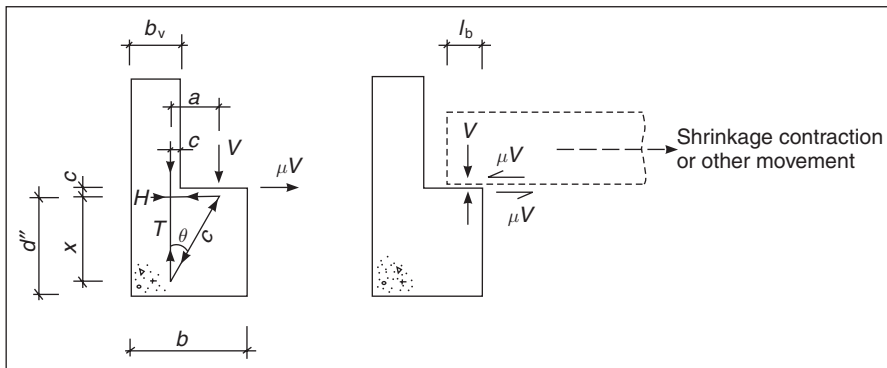 b_v
a
c
V
μV
c
H
d″
x
T
θ
c
b
l_b
V
μV
μV
Shrinkage contraction
or other movement